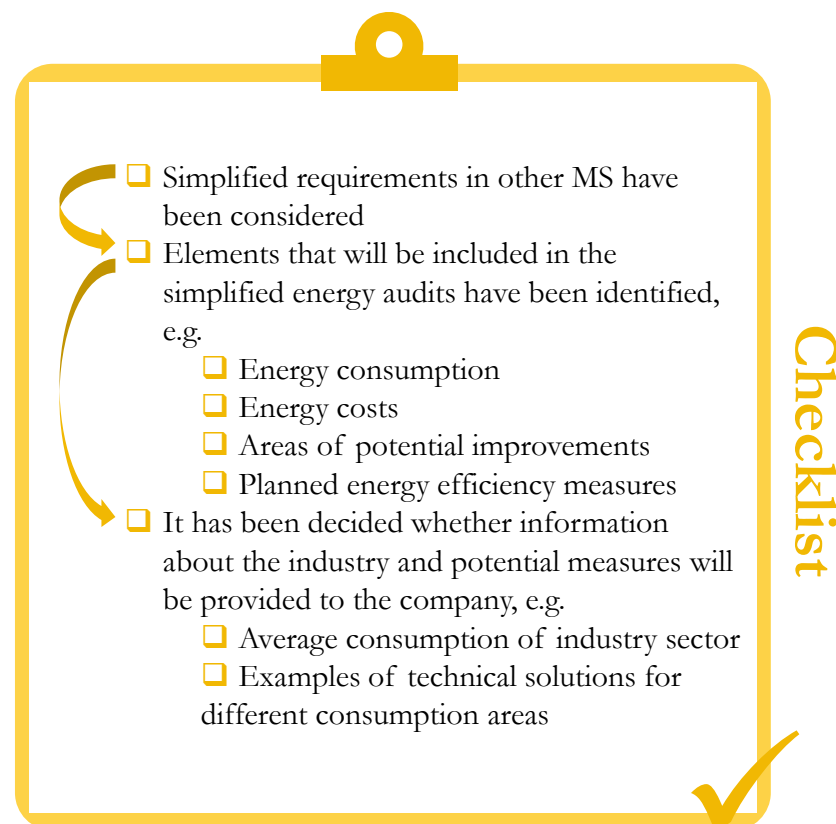 Simplified requirements in other MS have
been considered
Elements that will be included in the
simplified energy audits have been identified,
e.g.
Energy consumption
Energy costs
Areas of potential improvements
Planned energy efficiency measures
It has been decided whether information
about the industry and potential measures will
be provided to the company, e.g.
Average consumption of industry sector
Examples of technical solutions for
different consumption areas
Checklist